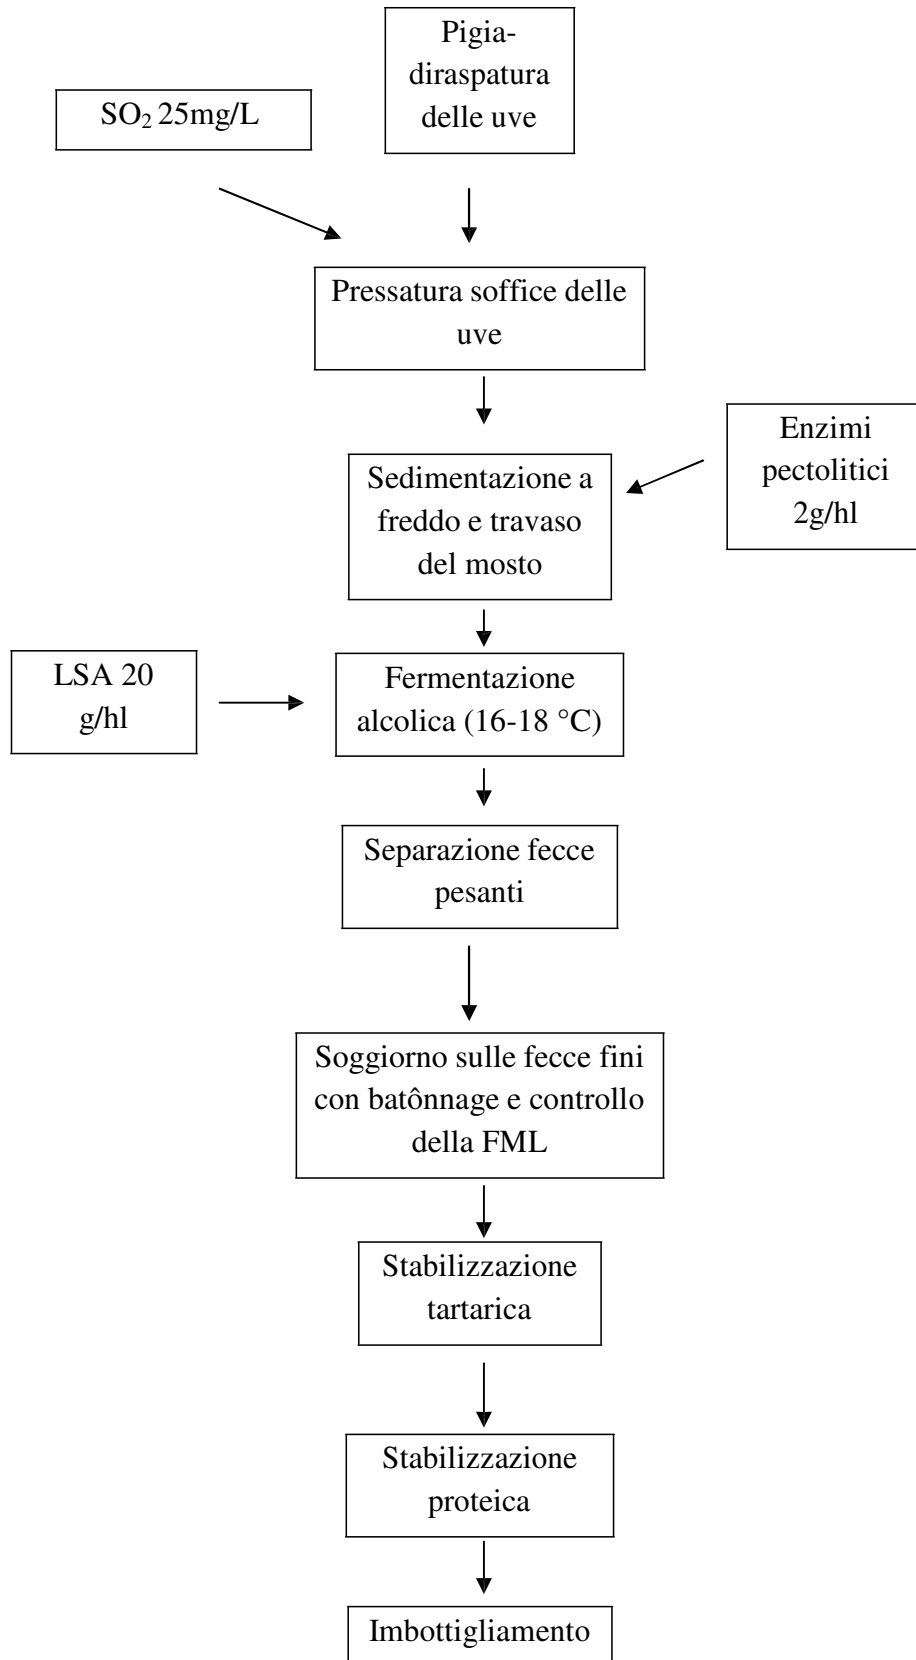 Pigia-
diraspatura
delle uve
SO₂ 25mg/L
Pressatura soffice delle
uve
Enzimi
pectolitici
2g/hl
Sedimentazione a
freddo e travaso
del mosto
LSA 20
g/hl
Fermentazione
alcolica (16-18 °C)
Separazione fecce
pesanti
Soggiorno sulle fecce fini
con batônnage e controllo
della FML
Stabilizzazione
tartarica
Stabilizzazione
proteica
Imbottigliamento